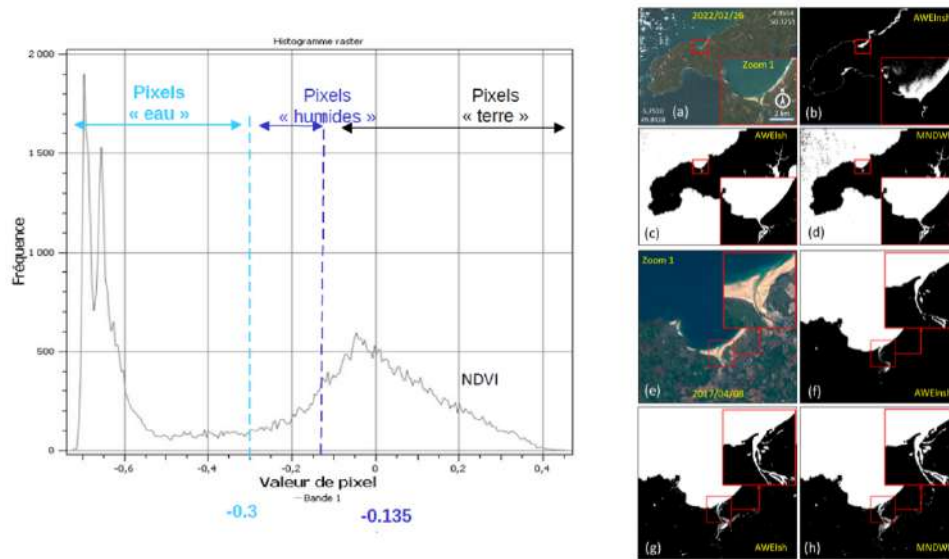 Histogramme raster
2 000
1 500
1 000
500
0
Fréquence
Pixels
« eau »
Pixels
« humides »
Pixels
« terre »
NDVI
-0,6
-0,4
-0,2
0
0,2
0,4
Valeur de pixel
Bande 1
-0.3
-0.135
2022/02/26
Zoom 1
2 km
(a)
AWEInsh
(b)
AWEIsh
(c)
MNDWI
(d)
Zoom 1
2017/04/08
(e)
(f)
AWEInsh
(g)
AWEIsh
(h)
MNDWI